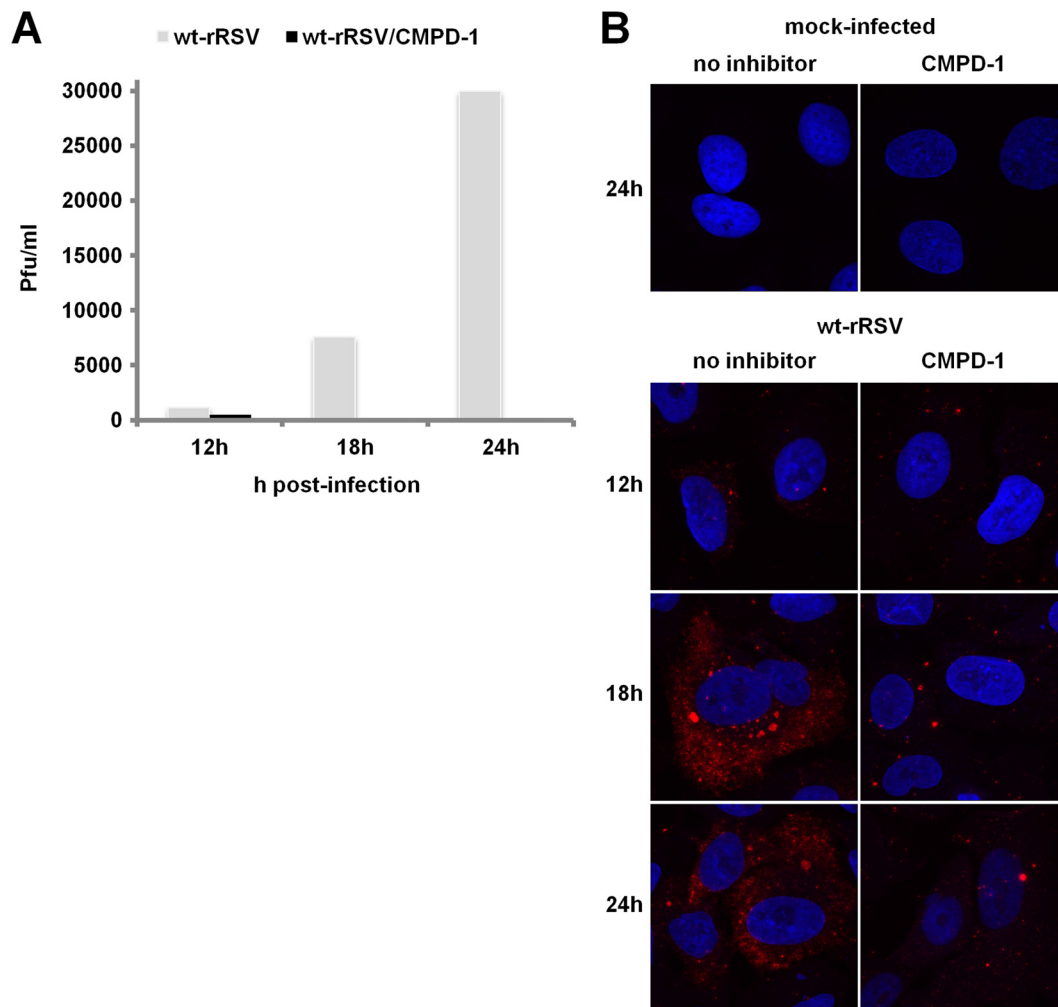 A
wt-rRSV wt-rRSV/CMPD-1
30000
25000
20000
15000
10000
5000
0
Pfu/ml
12h 18h 24h
h post-infection
B
mock-infected
no inhibitor CMPD-1
24h
wt-rRSV
no inhibitor CMPD-1
12h
18h
24h